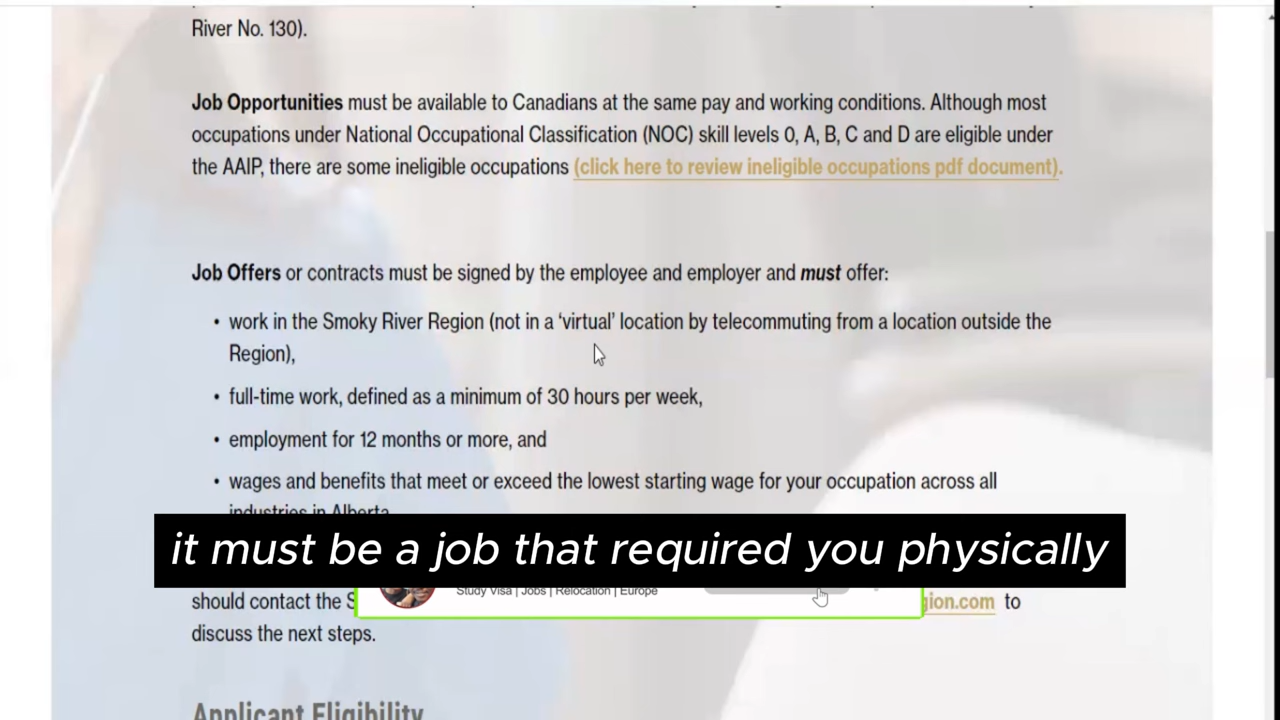 River No. 130).
Job Opportunities must be available to Canadians at the same pay and working conditions. Although most
occupations under National Occupational Classification (NOC) skill levels 0, A, B, C and D are eligible under
the AAIP, there are some ineligible occupations (click here to review ineligible occupations pdf document).
Job Offers or contracts must be signed by the employee and employer and must offer:
• work in the Smoky River Region (not in a ‘virtual’ location by telecommuting from a location outside the
Region),
• full-time work, defined as a minimum of 30 hours per week,
• employment for 12 months or more, and
• wages and benefits that meet or exceed the lowest starting wage for your occupation across all
industries in Alberta
it must be a job that required you physically
Study Visa | Jobs | Relocation | Europe
should contact the S gion.com to
discuss the next steps.
Applicant Eligibility